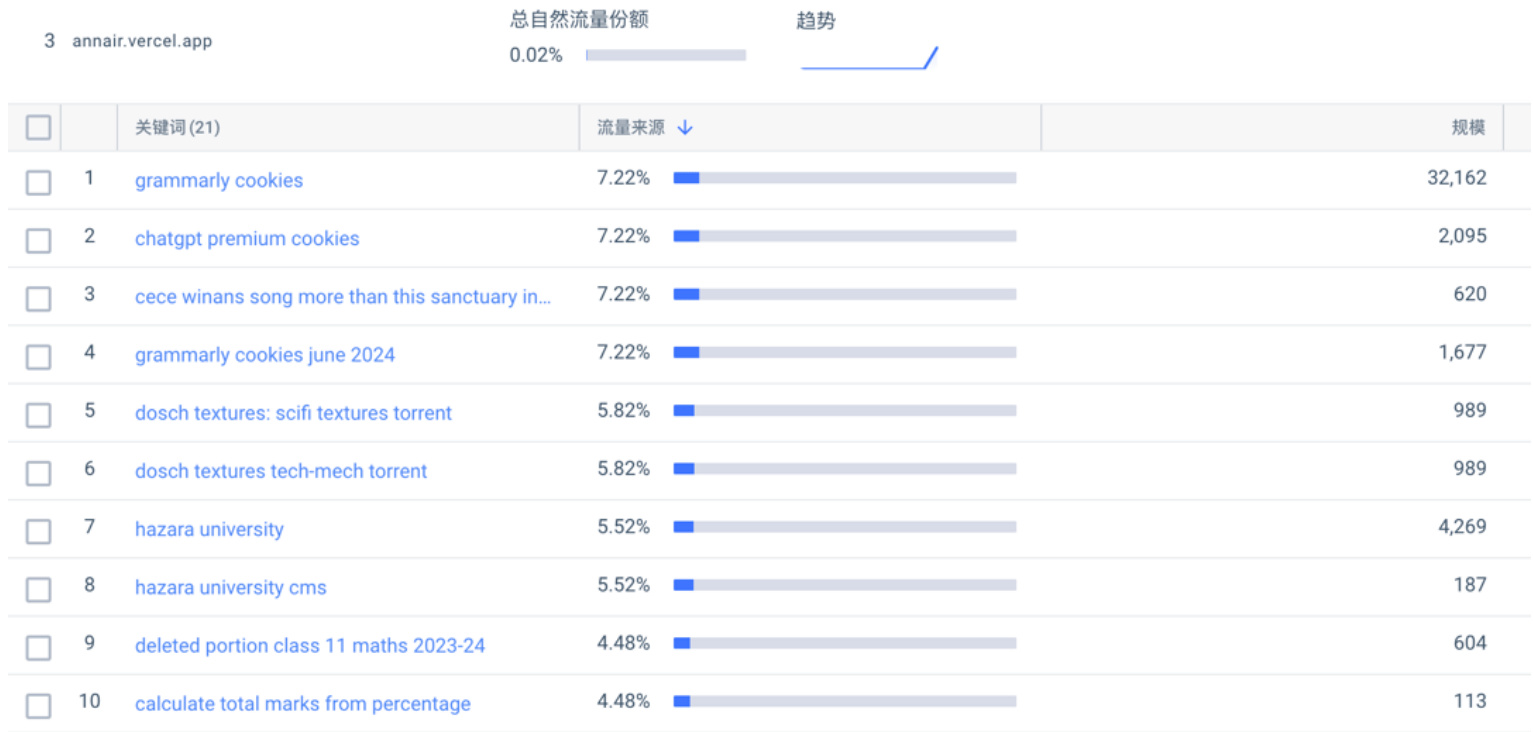 总自然流量份额 趋势
3 annair.vercel.app
0.02%
关键词 (21) 流量来源 ↓ 规模
1 grammarly cookies 7.22% 32,162
2 chatgpt premium cookies 7.22% 2,095
3 cece winans song more than this sanctuary in... 7.22% 620
4 grammarly cookies june 2024 7.22% 1,677
5 dosch textures: scifi textures torrent 5.82% 989
6 dosch textures tech-mech torrent 5.82% 989
7 hazara university 5.52% 4,269
8 hazara university cms 5.52% 187
9 deleted portion class 11 maths 2023-24 4.48% 604
10 calculate total marks from percentage 4.48% 113